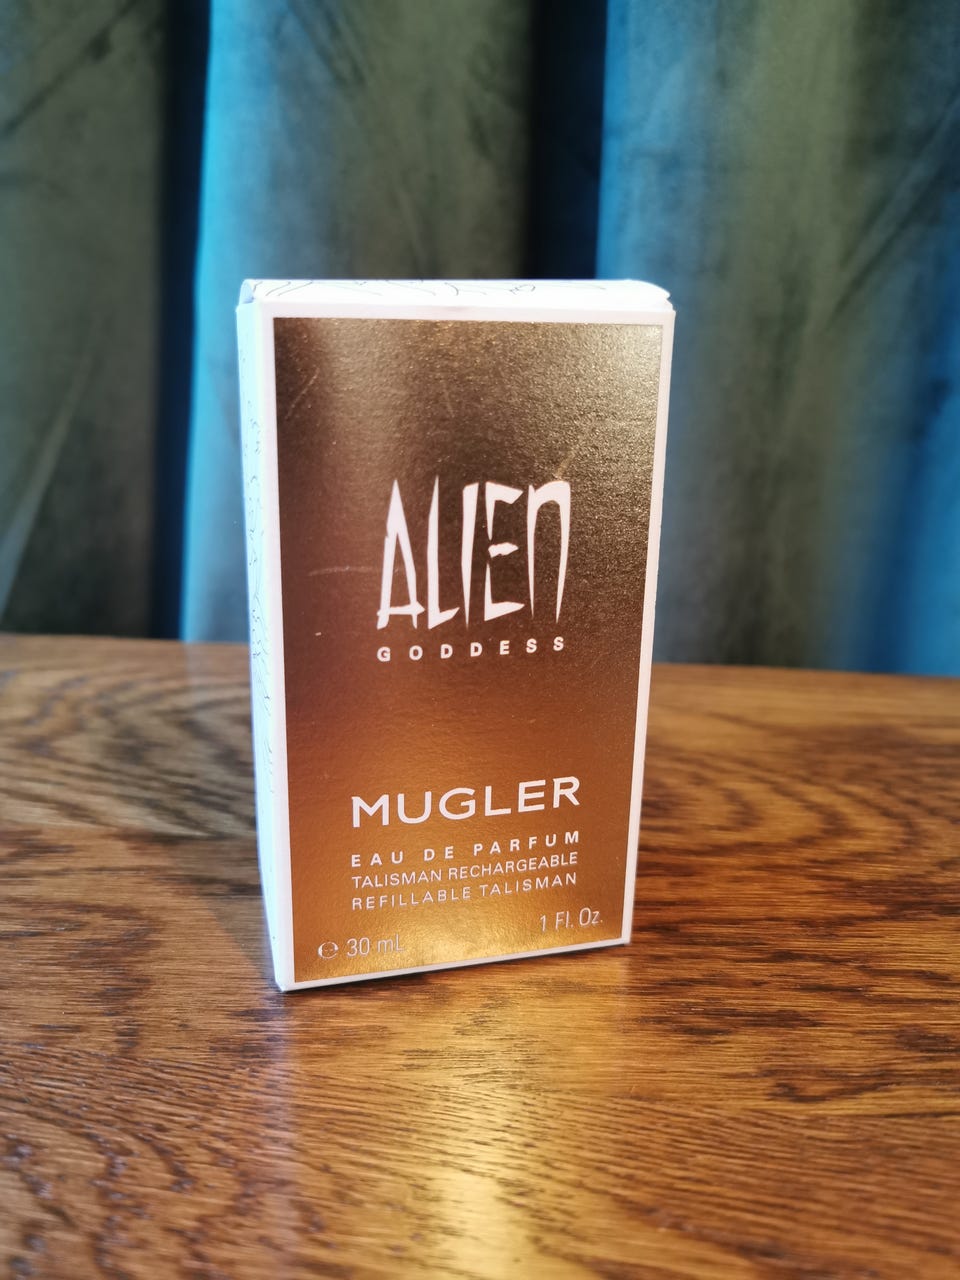 ALIEN
GODDESS
MUGLER
EAU DE PARFUM
TALISMAN RECHARGEABLE
REFILLABLE TALISMAN
℮ 30 mL
1 Fl. Oz.